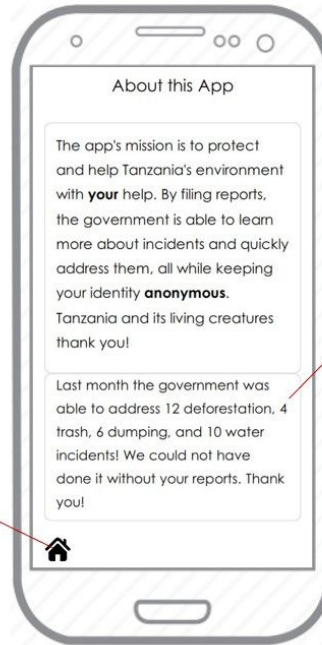 About this App
The app's mission is to protect
and help Tanzania's environment
with your help. By filing reports,
the government is able to learn
more about incidents and quickly
address them, all while keeping
your identity anonymous.
Tanzania and its living creatures
thank you!
Last month the government was
able to address 12 deforestation, 4
trash, 6 dumping, and 10 water
incidents! We could not have
done it without your reports. Thank
you!